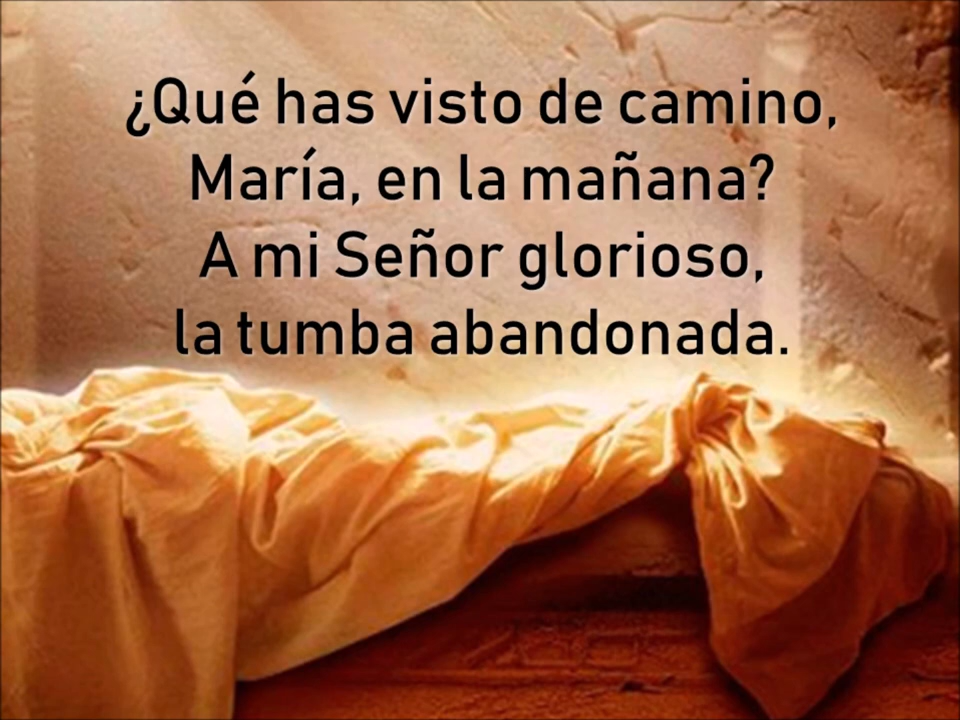 ¿Qué has visto de camino,
María, en la mañana?
A mi Señor glorioso,
la tumba abandonada.